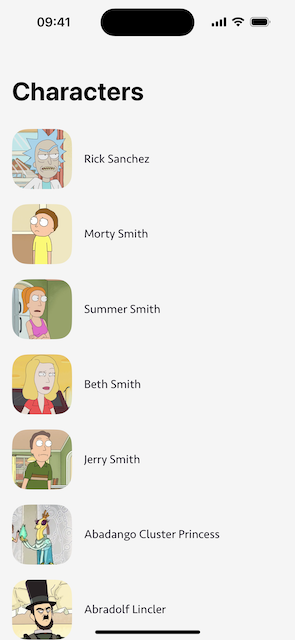 09:41
Characters
Rick Sanchez
Morty Smith
Summer Smith
Beth Smith
Jerry Smith
Abadango Cluster Princess
Abradolf Lincler